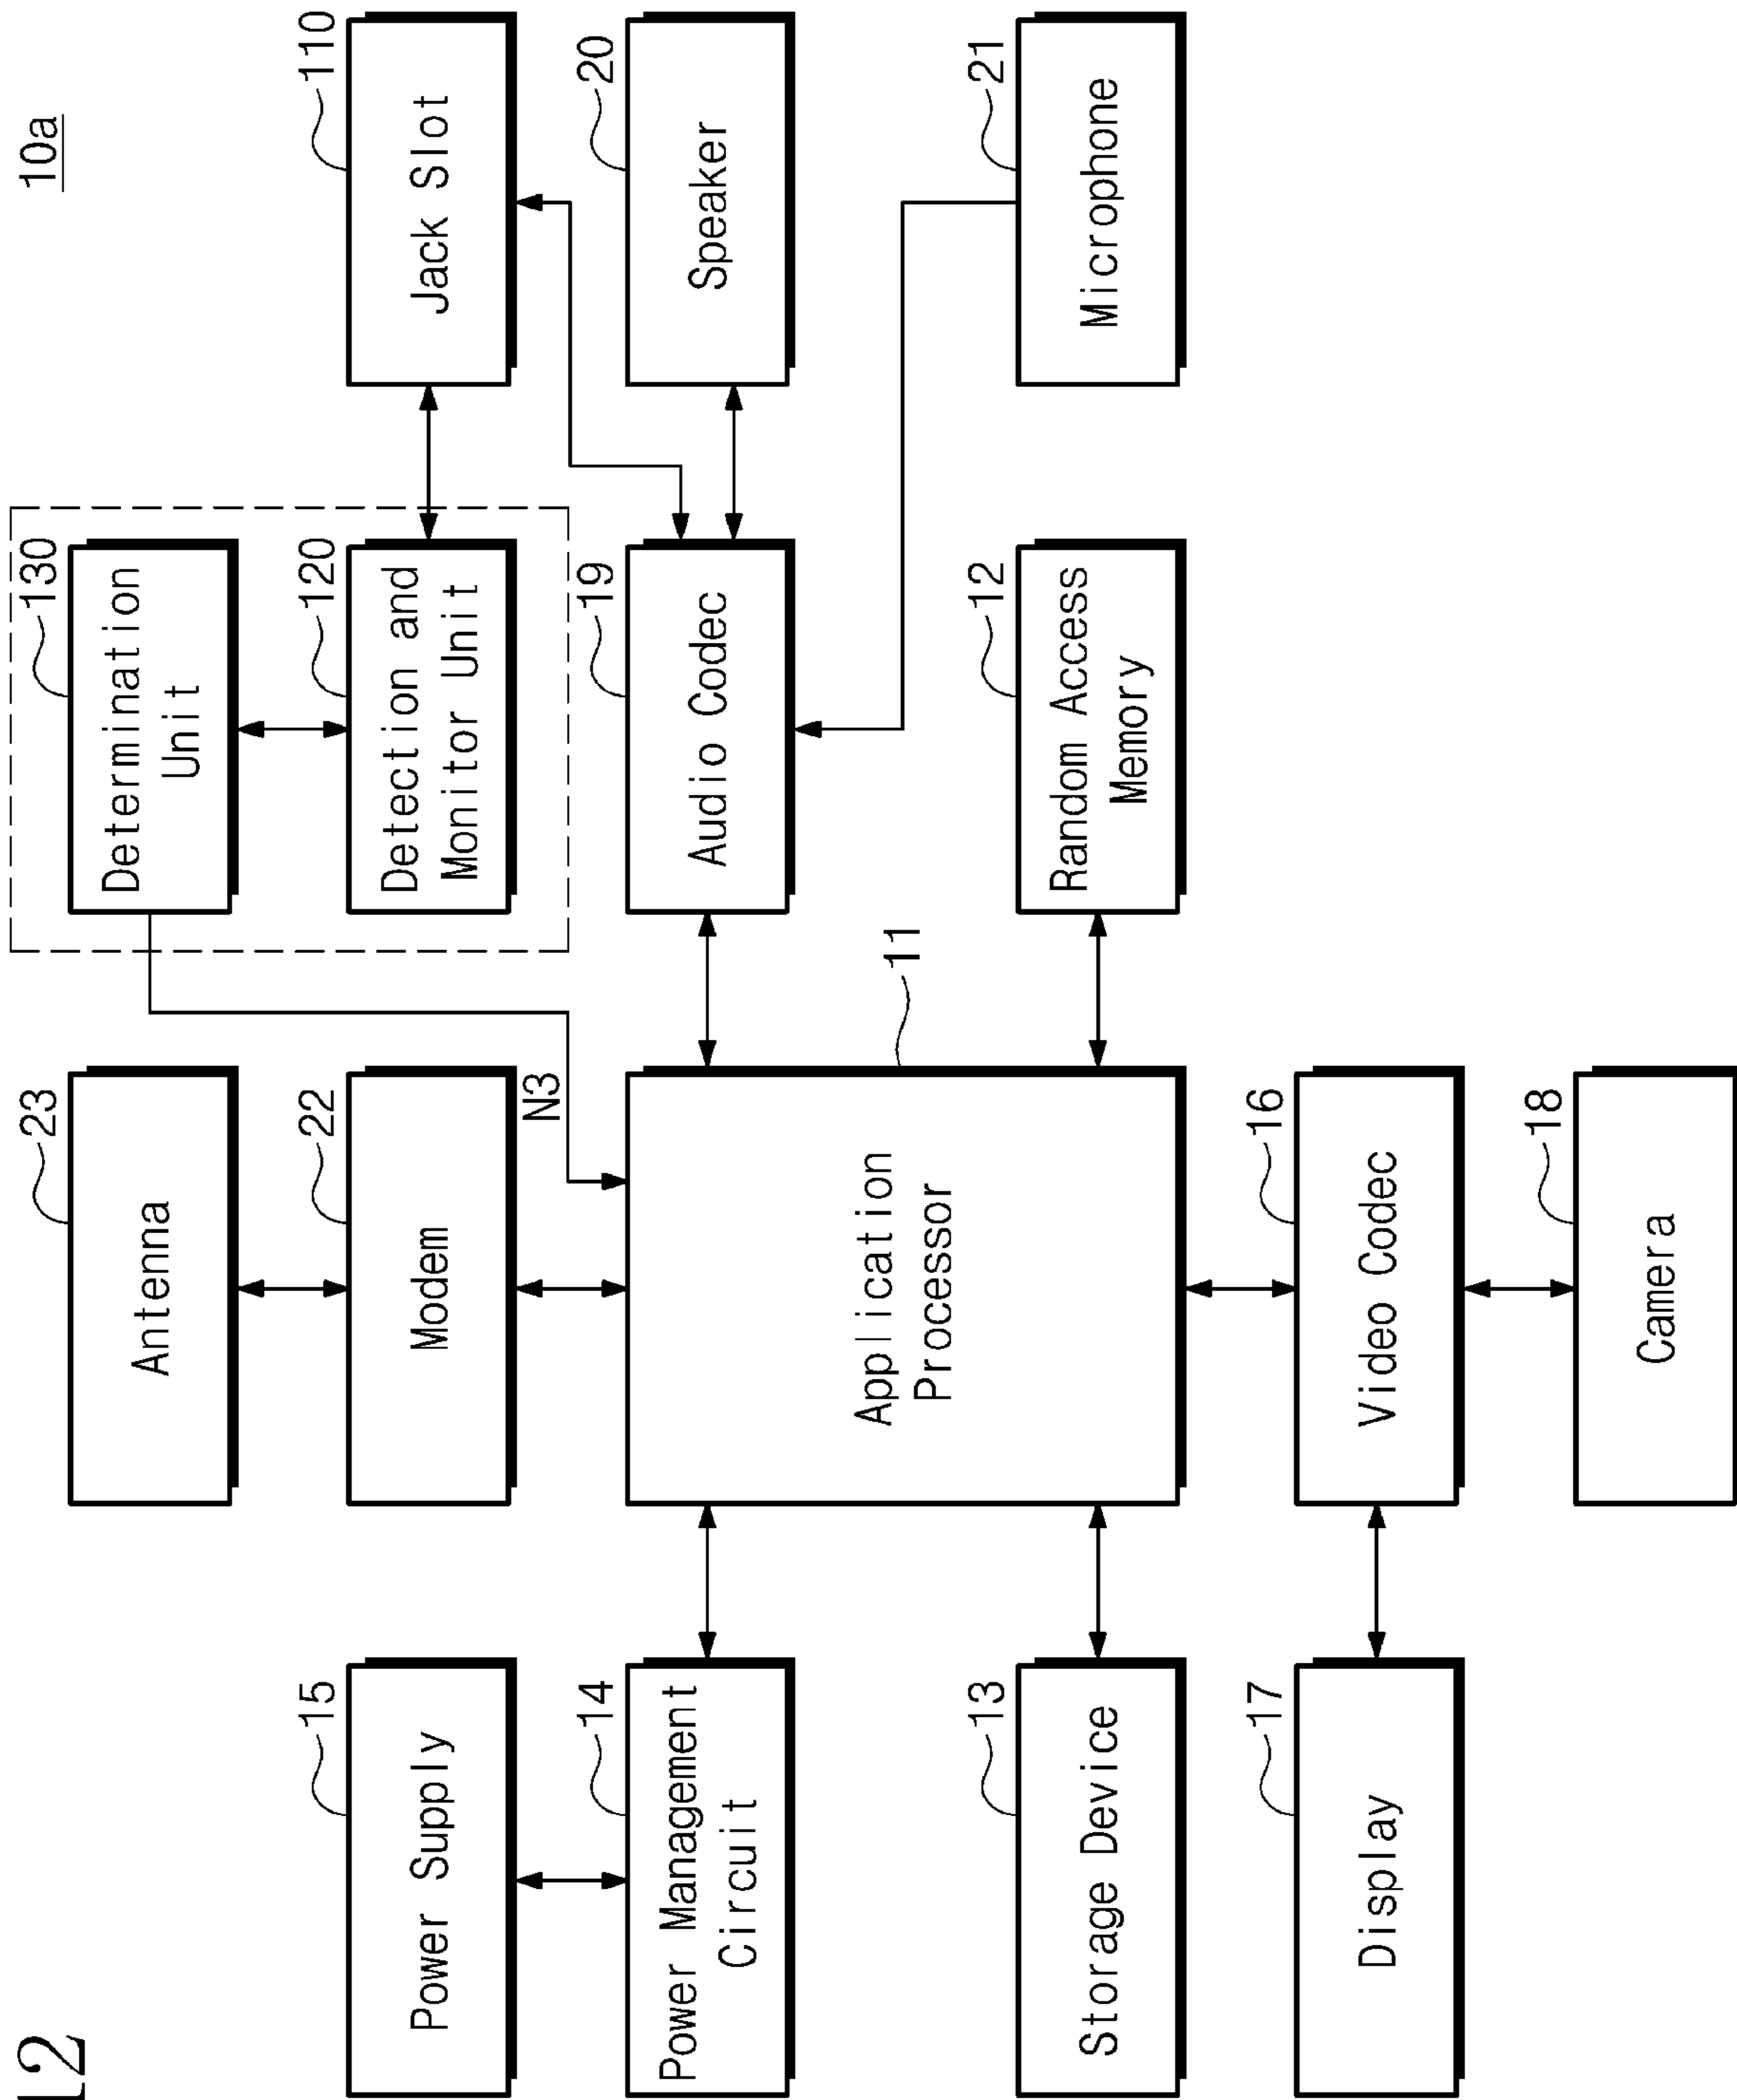 12
10a
23
130
Antenna
Determination
Unit
15
22
120
110
Power Supply
Modem
Detection and
Monitor Unit
Jack Slot
N3
14
19
20
Power Management
Circuit
Application
Processor
11
Audio Codec
Speaker
13
12
21
Storage Device
Random Access
Memory
Microphone
17
16
Display
Video Codec
18
Camera